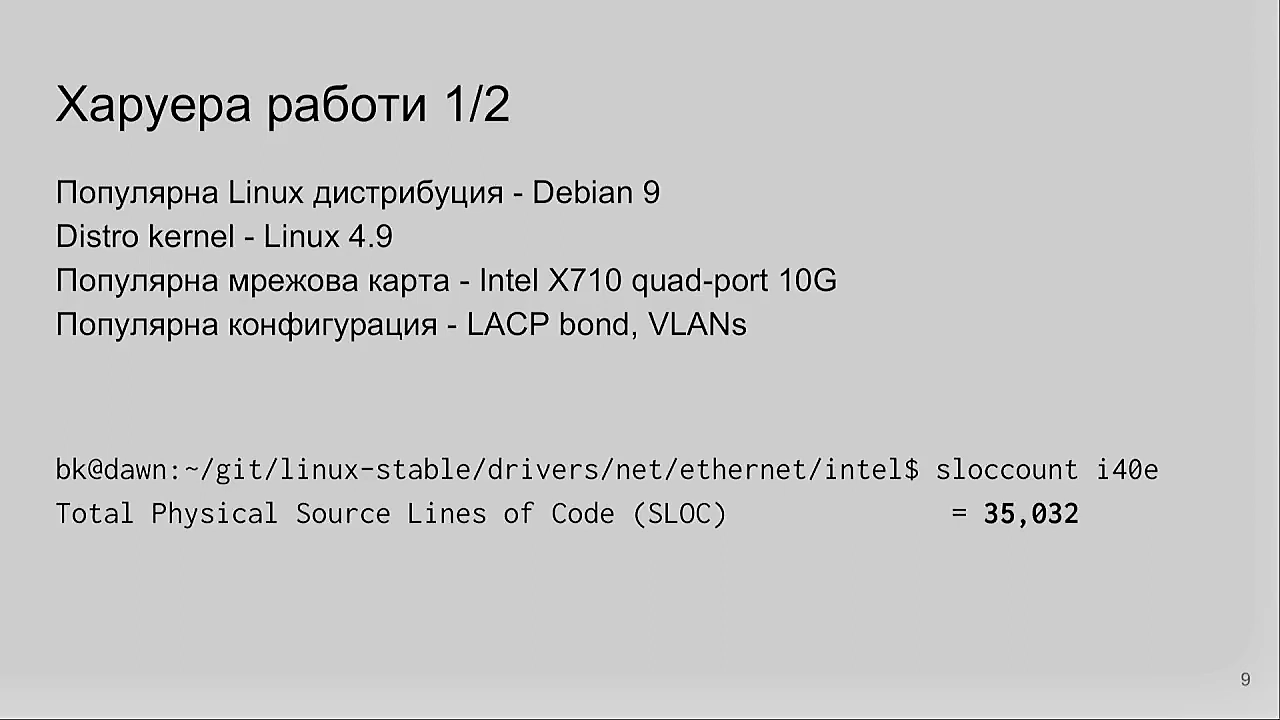 Харуера работи 1/2
Популярна Linux дистрибуция - Debian 9
Distro kernel - Linux 4.9
Популярна мрежова карта - Intel X710 quad-port 10G
Популярна конфигурация - LACP bond, VLANs
bk@dawn:~/git/linux-stable/drivers/net/ethernet/intel$ sloccount i40e
Total Physical Source Lines of Code (SLOC) = 35,032
9